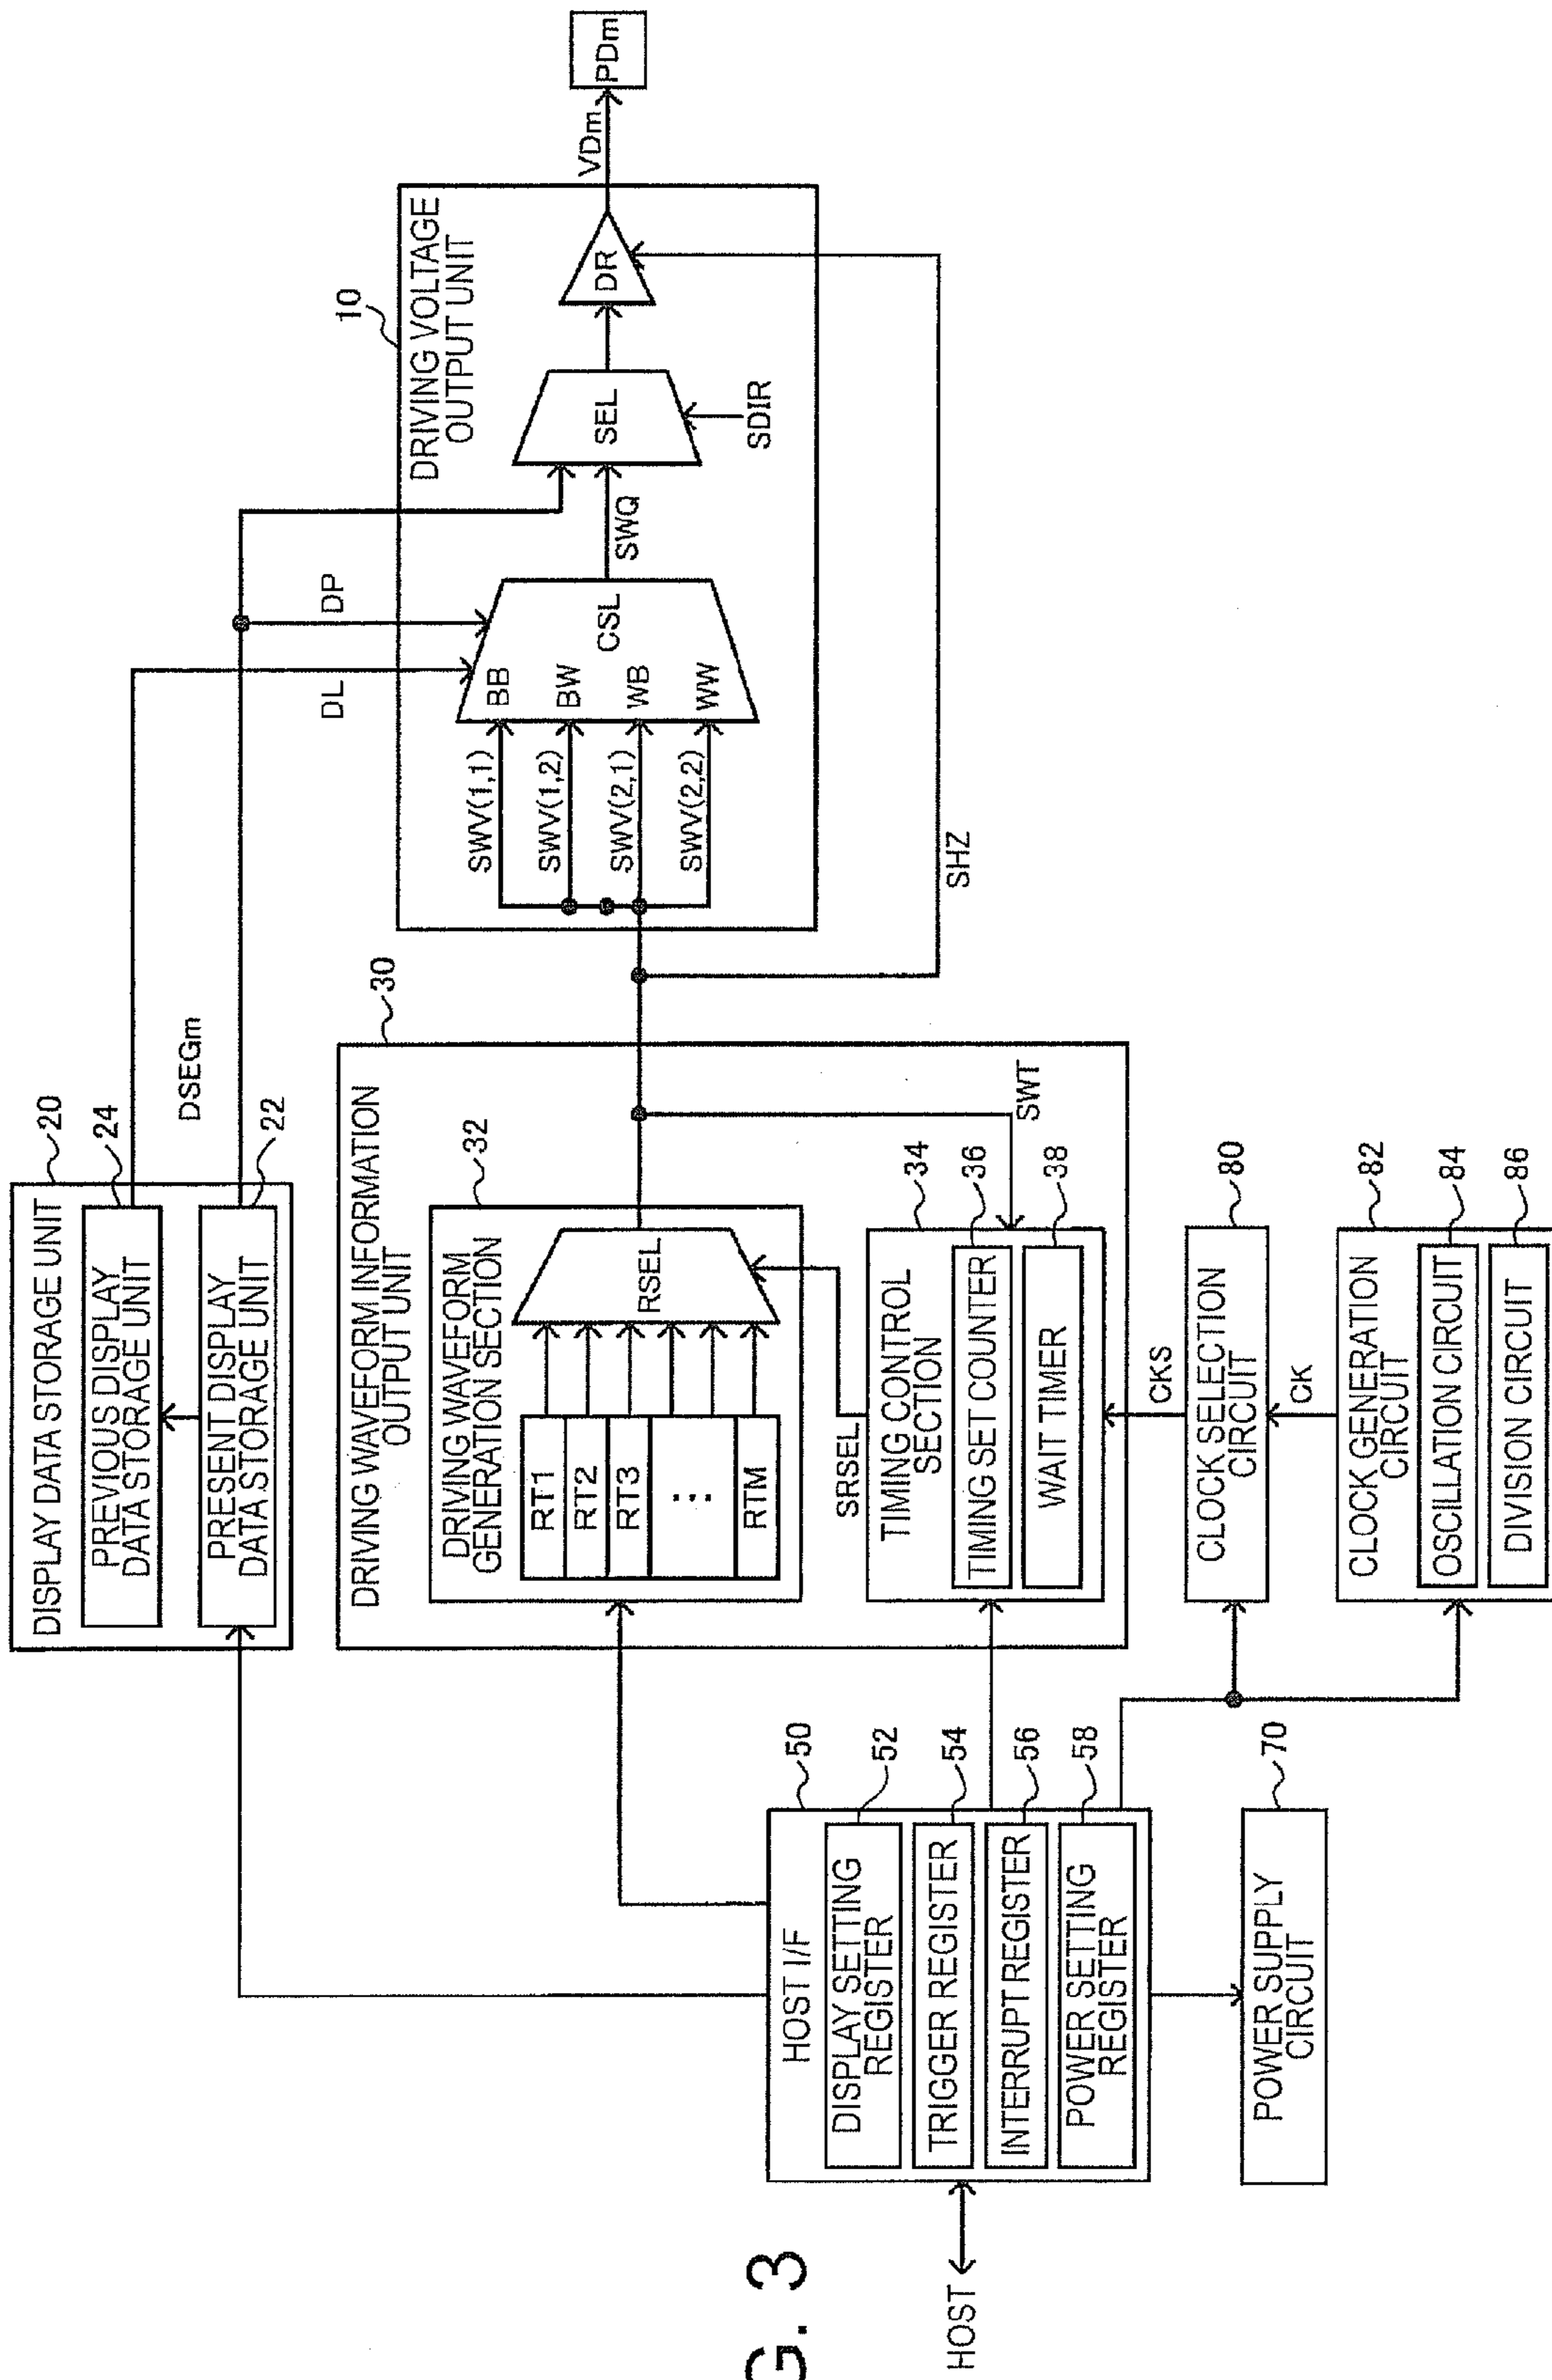 G. 3
DISPLAY DATA STORAGE UNIT
20
PREVIOUS DISPLAY
DATA STORAGE UNIT
24
PRESENT DISPLAY
DATA STORAGE UNIT
22
DSEGm
DL
DP
10
DRIVING VOLTAGE
OUTPUT UNIT
SWV(1,1)
SWV(1,2)
SWV(2,1)
SWV(2,2)
BB
BW
WB
WW
CSL
SWQ
SEL
SDIR
DR
VDm
PDm
SHZ
30
DRIVING WAVEFORM INFORMATION
OUTPUT UNIT
32
DRIVING WAVEFORM
GENERATION SECTION
RT1
RT2
RT3
...
RTM
RSEL
SRSEL
SWT
TIMING CONTROL
SECTION
34
TIMING SET COUNTER
36
WAIT TIMER
38
CKS
CLOCK SELECTION
CIRCUIT
80
CK
CLOCK GENERATION
CIRCUIT
82
OSCILLATION CIRCUIT
84
DIVISION CIRCUIT
86
HOST
HOST I/F
50
DISPLAY SETTING
REGISTER
52
TRIGGER REGISTER
54
INTERRUPT REGISTER
56
POWER SETTING
REGISTER
58
POWER SUPPLY
CIRCUIT
70